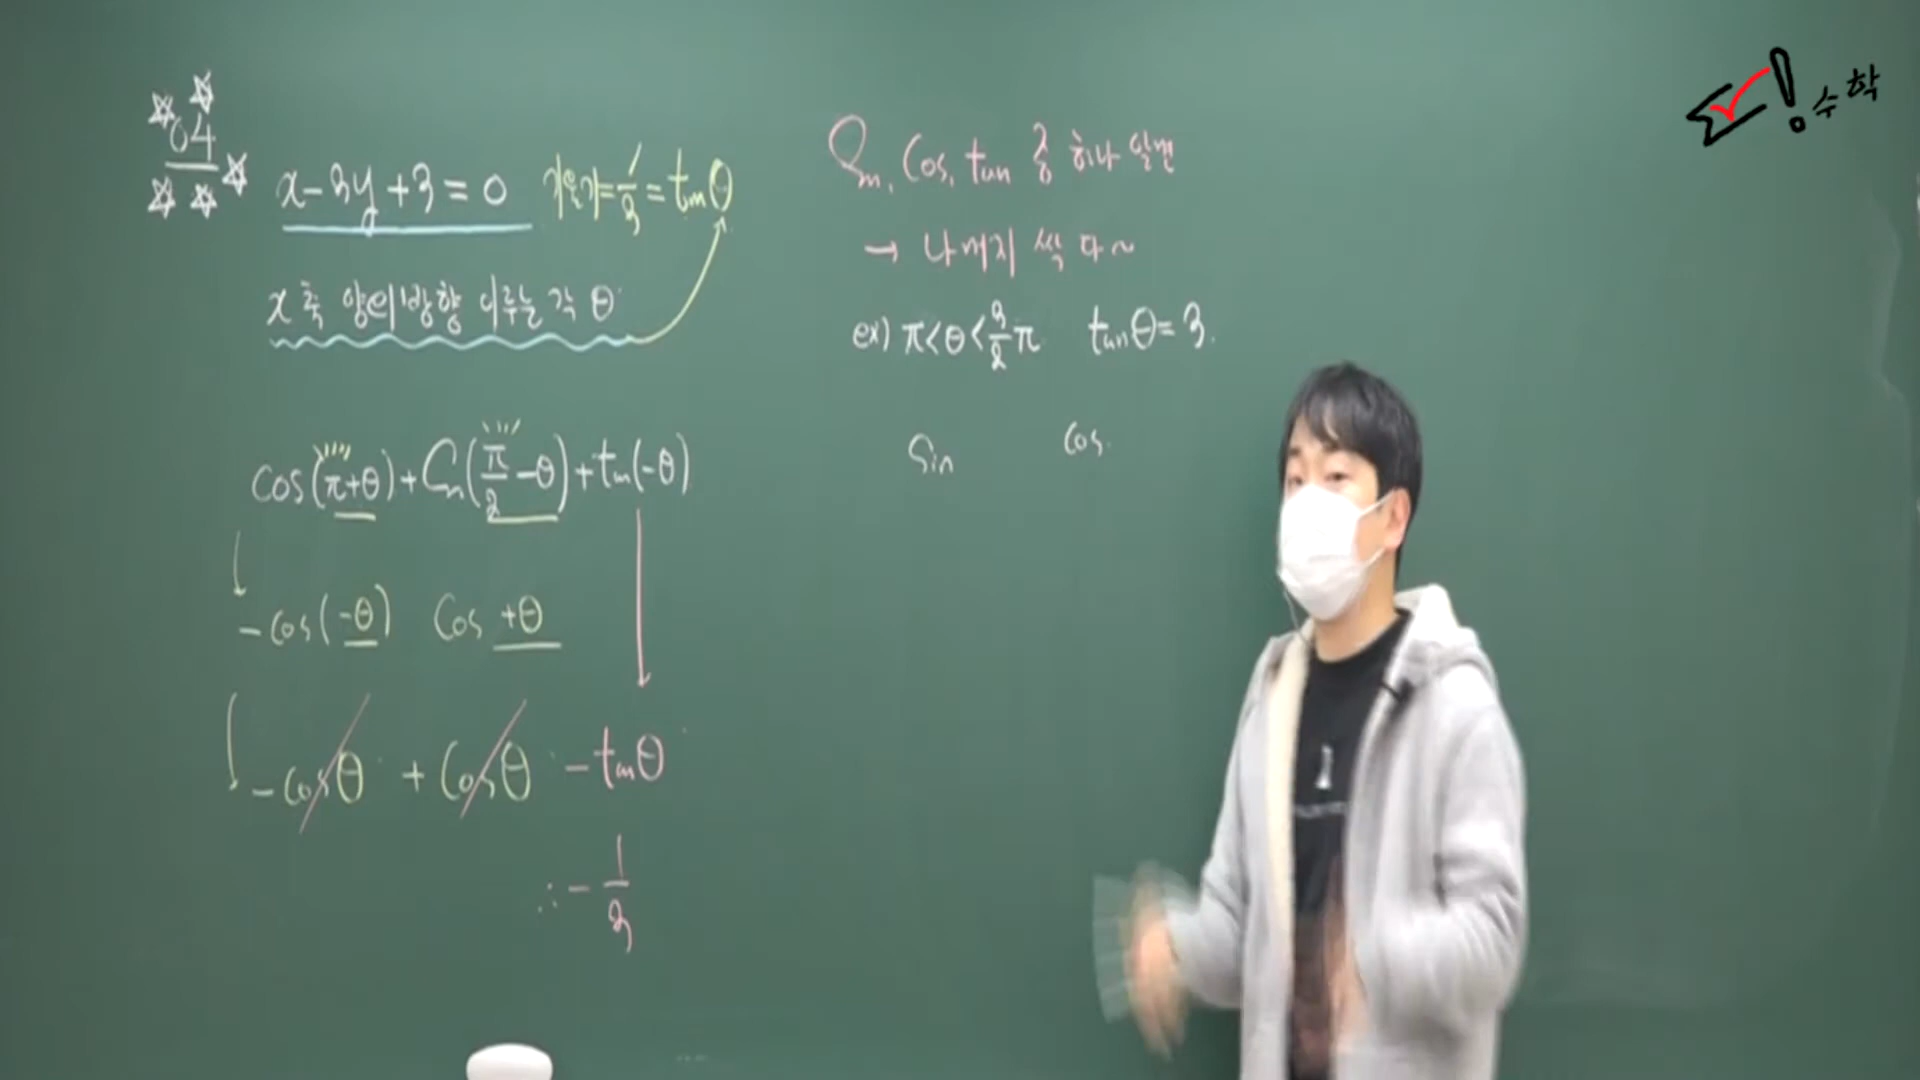 04
x-3y+3=0 기울기=1/3=tanθ
x축 양의방향 이루는 각 θ
cos(π+θ)+Sin(π/2-θ)+tan(-θ)
-cos(-θ) Cos +θ
-cosθ + Cosθ -tanθ
∴ -1/3
Sin, Cos, tan 중 하나 알면
→ 나머지 싹 다~
ex) π<θ<3/2π tanθ=3.
Sin Cos.
수학